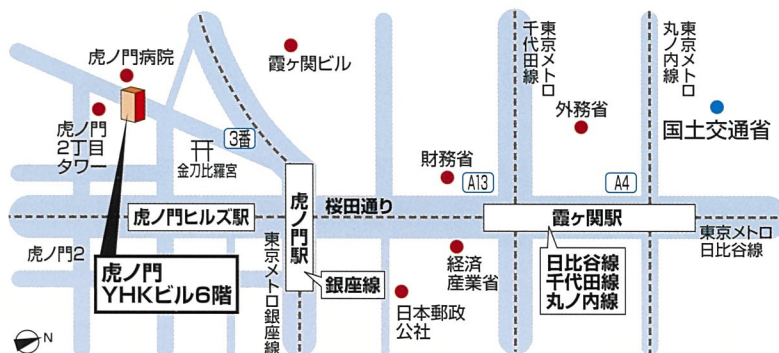 虎ノ門病院
霞ヶ関ビル
東京メトロ
千代田線
東京メトロ
丸ノ内線
外務省
国土交通省
虎ノ門
2丁目
タワー
金刀比羅宮
3番
財務省
A13
A4
虎ノ門ヒルズ駅
虎ノ門駅
桜田通り
霞ヶ関駅
東京メトロ
日比谷線
虎ノ門2
虎ノ門
YHKビル6階
東京メトロ銀座線
銀座線
経済
産業省
日比谷線
千代田線
丸ノ内線
日本郵政
公社
N